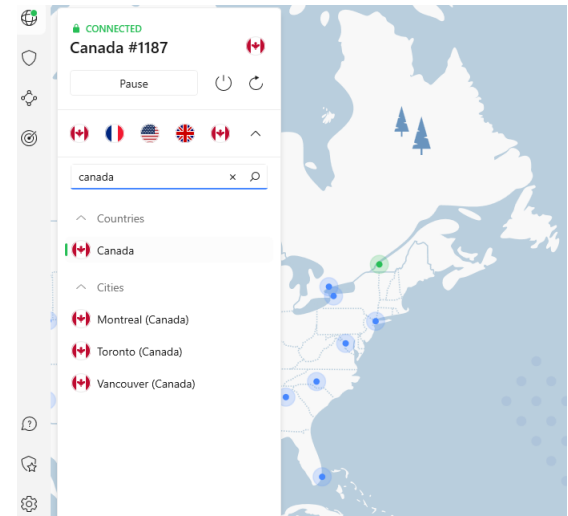 CONNECTED
Canada #1187
Pause
canada
Countries
Canada
Cities
Montreal (Canada)
Toronto (Canada)
Vancouver (Canada)